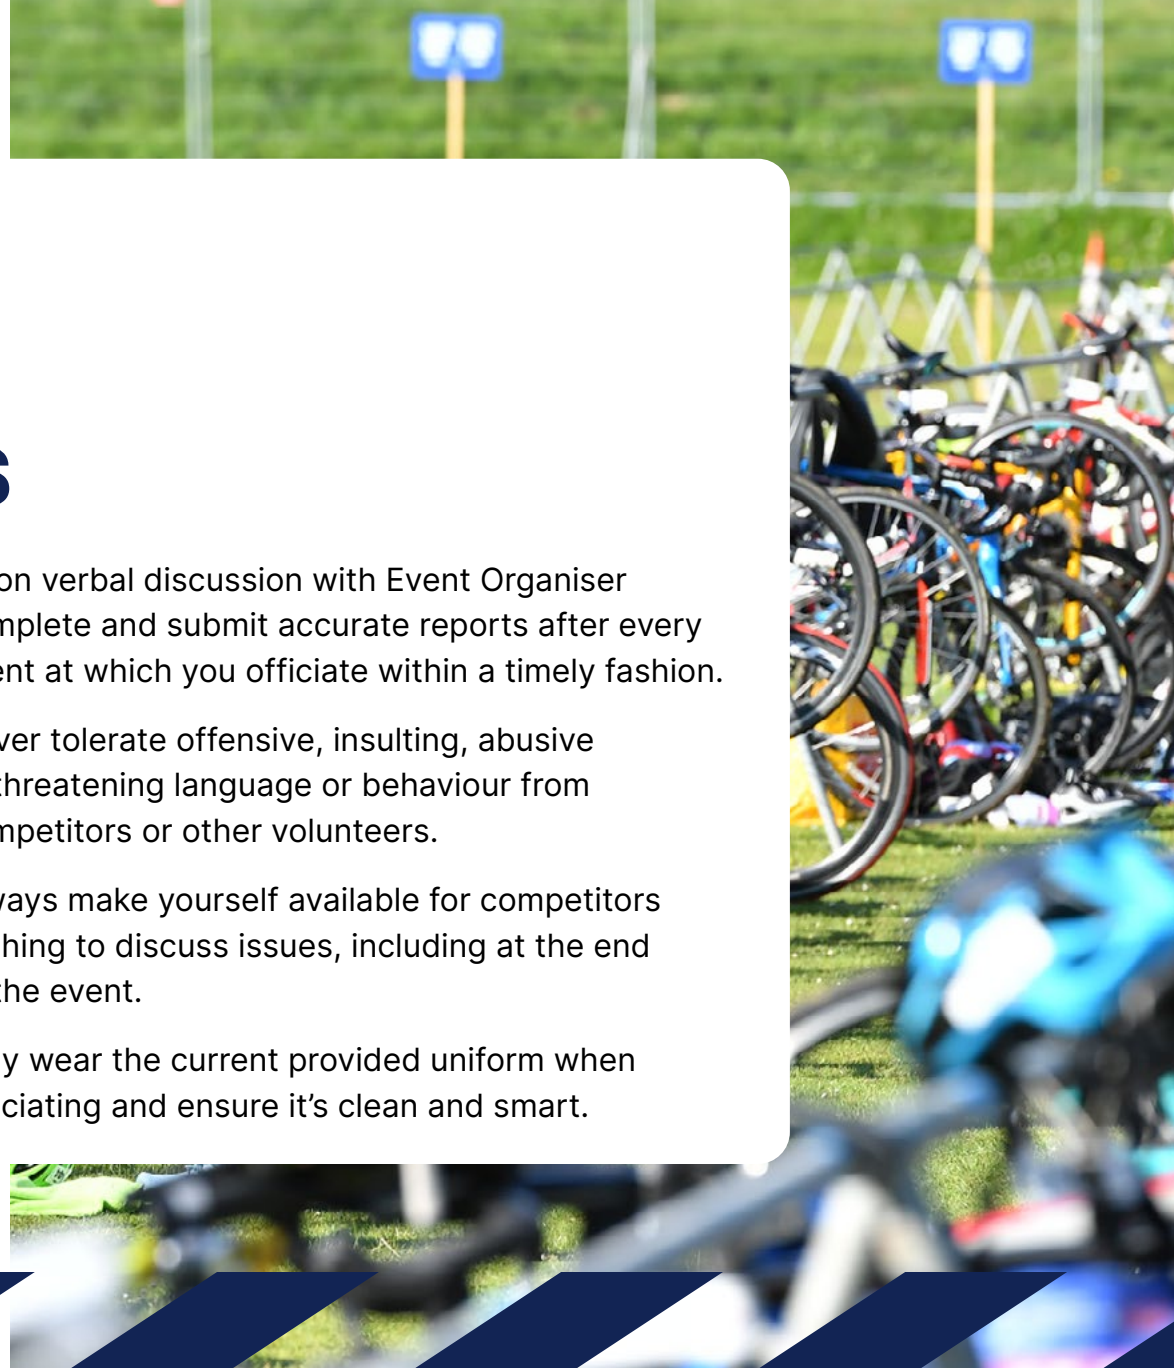 s
on verbal discussion with Event Organiser
mplete and submit accurate reports after every
ent at which you officiate within a timely fashion.
ver tolerate offensive, insulting, abusive
threatening language or behaviour from
mpetitors or other volunteers.
ways make yourself available for competitors
shing to discuss issues, including at the end
the event.
y wear the current provided uniform when
ciating and ensure it’s clean and smart.